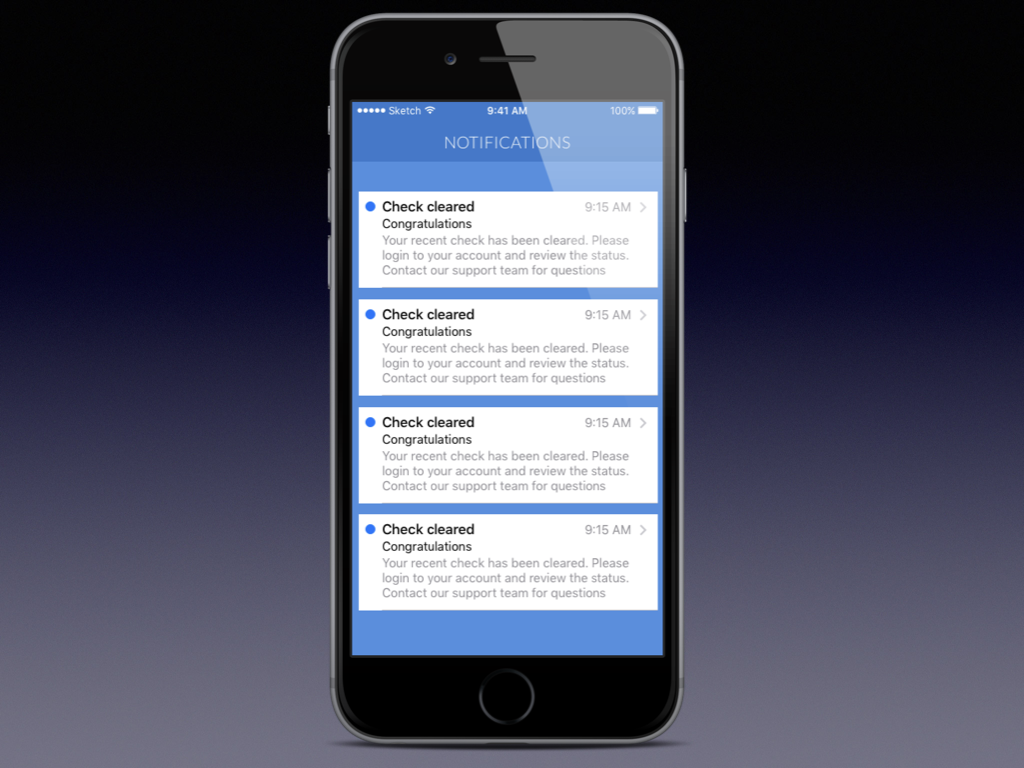 Sketch 9:41 AM 100%
NOTIFICATIONS
Check cleared 9:15 AM
Congratulations
Your recent check has been cleared. Please
login to your account and review the status.
Contact our support team for questions
Check cleared 9:15 AM
Congratulations
Your recent check has been cleared. Please
login to your account and review the status.
Contact our support team for questions
Check cleared 9:15 AM
Congratulations
Your recent check has been cleared. Please
login to your account and review the status.
Contact our support team for questions
Check cleared 9:15 AM
Congratulations
Your recent check has been cleared. Please
login to your account and review the status.
Contact our support team for questions